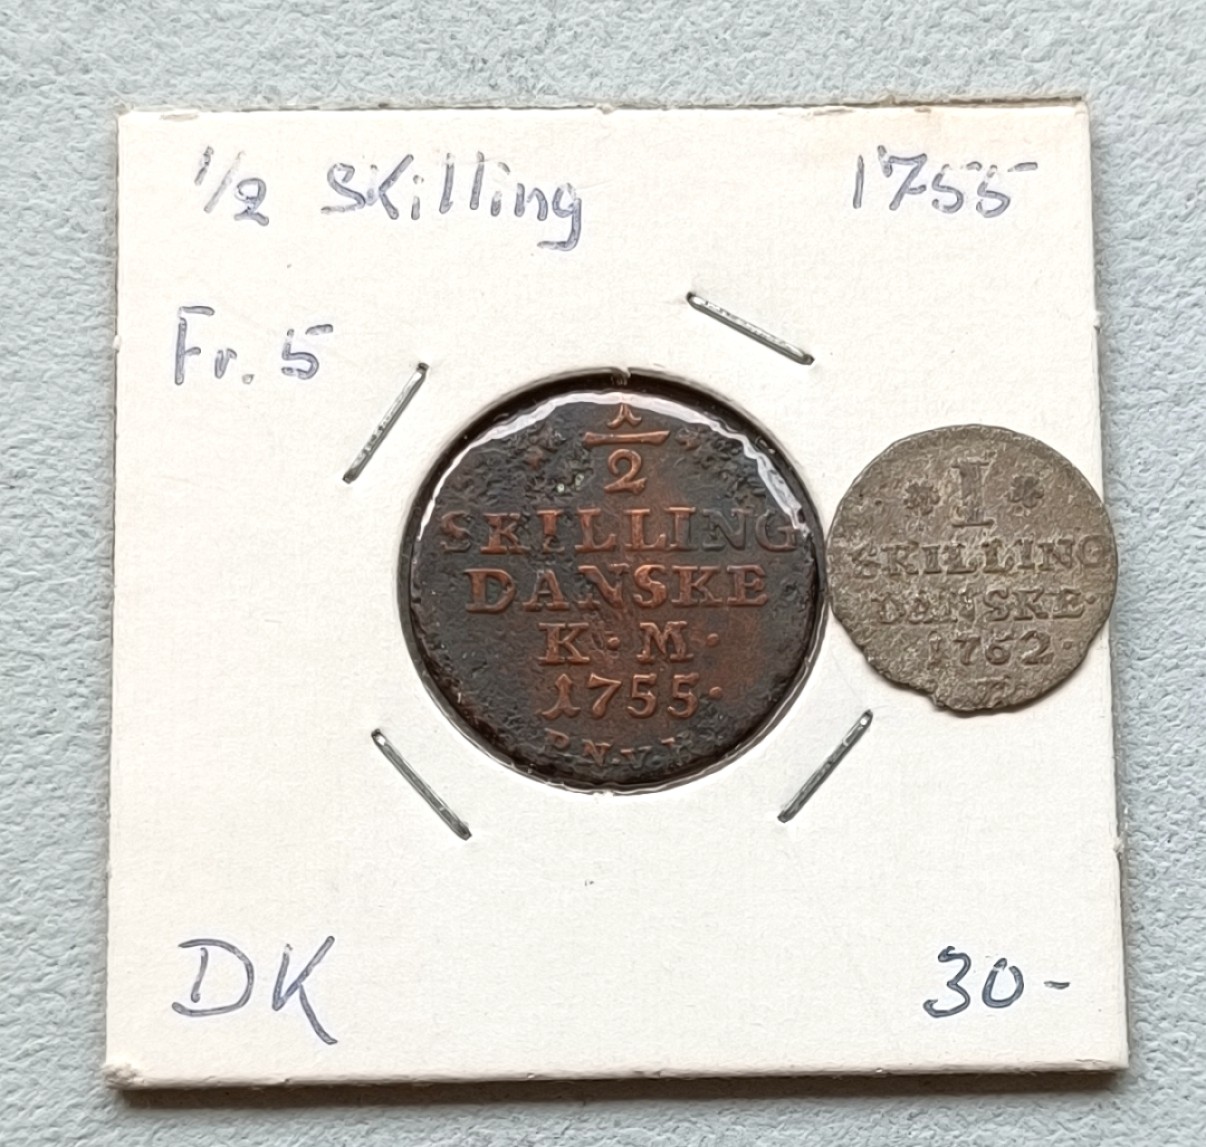 1/2 Skilling 1755
Fr. 5
1
2
SKILLING
DANSKE
K·M·
1755·
I
SKILLING
DANSKE·
1762·
DK 30-